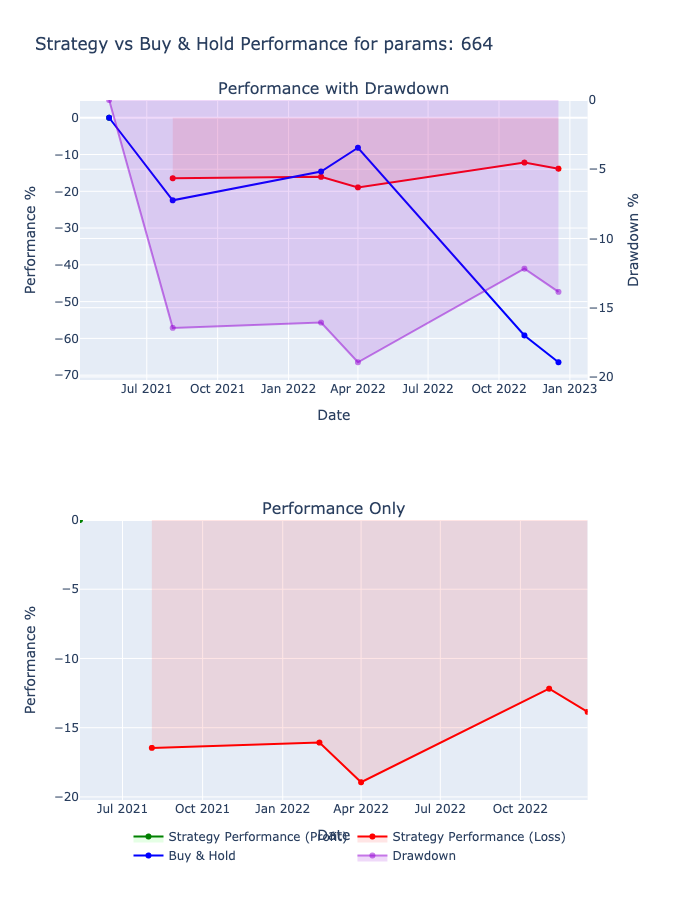 Strategy vs Buy & Hold Performance for params: 664
Performance with Drawdown
0
−10
−20
−30
−40
−50
−60
−70
Performance %
0
−5
−10
−15
−20
Drawdown %
Jul 2021 Oct 2021 Jan 2022 Apr 2022 Jul 2022 Oct 2022 Jan 2023
Date
Performance Only
0
−5
−10
−15
−20
Performance %
Jul 2021 Oct 2021 Jan 2022 Apr 2022 Jul 2022 Oct 2022
Date
Strategy Performance (Profit) Strategy Performance (Loss)
Buy & Hold Drawdown